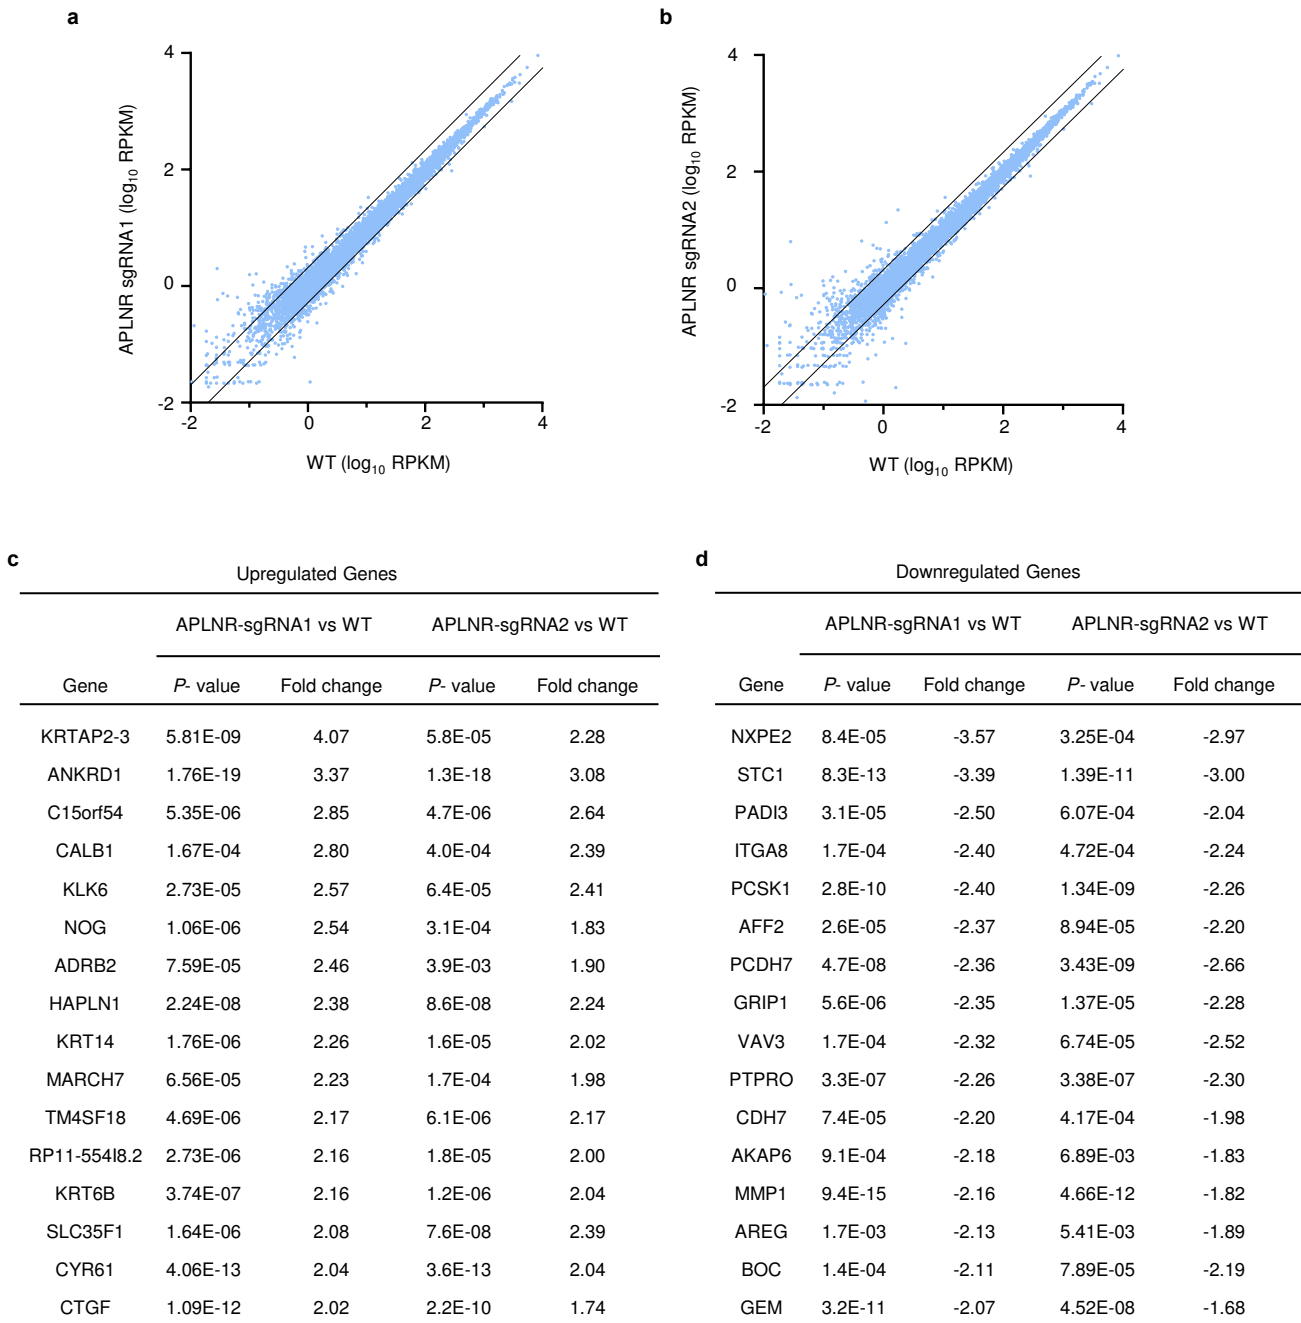 a
b
4
2
0
-2
-2
0
2
4
APLNR sgRNA1 (log10 RPKM)
WT (log10 RPKM)
4
2
0
-2
-2
0
2
4
APLNR sgRNA2 (log10 RPKM)
WT (log10 RPKM)
c
Upregulated Genes
APLNR-sgRNA1 vs WT APLNR-sgRNA2 vs WT
Gene P- value Fold change P- value Fold change
KRTAP2-3 5.81E-09 4.07 5.8E-05 2.28
ANKRD1 1.76E-19 3.37 1.3E-18 3.08
C15orf54 5.35E-06 2.85 4.7E-06 2.64
CALB1 1.67E-04 2.80 4.0E-04 2.39
KLK6 2.73E-05 2.57 6.4E-05 2.41
NOG 1.06E-06 2.54 3.1E-04 1.83
ADRB2 7.59E-05 2.46 3.9E-03 1.90
HAPLN1 2.24E-08 2.38 8.6E-08 2.24
KRT14 1.76E-06 2.26 1.6E-05 2.02
MARCH7 6.56E-05 2.23 1.7E-04 1.98
TM4SF18 4.69E-06 2.17 6.1E-06 2.17
RP11-554I8.2 2.73E-06 2.16 1.8E-05 2.00
KRT6B 3.74E-07 2.16 1.2E-06 2.04
SLC35F1 1.64E-06 2.08 7.6E-08 2.39
CYR61 4.06E-13 2.04 3.6E-13 2.04
CTGF 1.09E-12 2.02 2.2E-10 1.74
d
Downregulated Genes
APLNR-sgRNA1 vs WT APLNR-sgRNA2 vs WT
Gene P- value Fold change P- value Fold change
NXPE2 8.4E-05 -3.57 3.25E-04 -2.97
STC1 8.3E-13 -3.39 1.39E-11 -3.00
PADI3 3.1E-05 -2.50 6.07E-04 -2.04
ITGA8 1.7E-04 -2.40 4.72E-04 -2.24
PCSK1 2.8E-10 -2.40 1.34E-09 -2.26
AFF2 2.6E-05 -2.37 8.94E-05 -2.20
PCDH7 4.7E-08 -2.36 3.43E-09 -2.66
GRIP1 5.6E-06 -2.35 1.37E-05 -2.28
VAV3 1.7E-04 -2.32 6.74E-05 -2.52
PTPRO 3.3E-07 -2.26 3.38E-07 -2.30
CDH7 7.4E-05 -2.20 4.17E-04 -1.98
AKAP6 9.1E-04 -2.18 6.89E-03 -1.83
MMP1 9.4E-15 -2.16 4.66E-12 -1.82
AREG 1.7E-03 -2.13 5.41E-03 -1.89
BOC 1.4E-04 -2.11 7.89E-05 -2.19
GEM 3.2E-11 -2.07 4.52E-08 -1.68